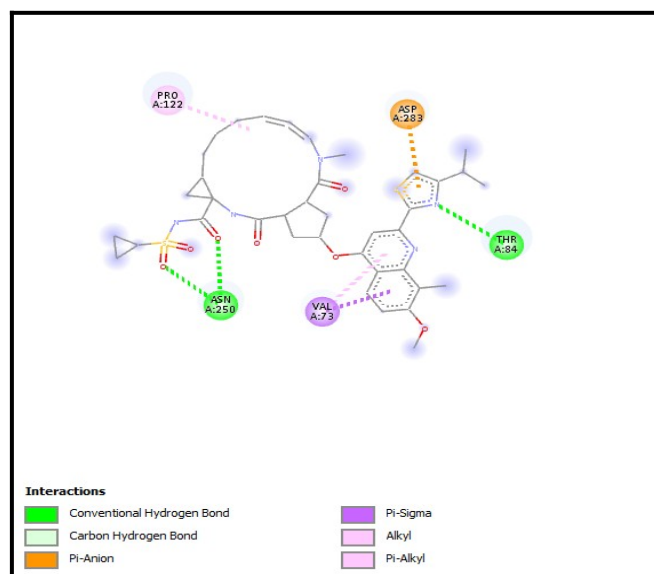 PRO
A:122
ASP
A:283
THR
A:84
ASN
A:250
VAL
A:73
N
O
N
O
N
O
O
N
S
O
O
O
S
N
N
O
Interactions
Conventional Hydrogen Bond
Carbon Hydrogen Bond
Pi-Anion
Pi-Sigma
Alkyl
Pi-Alkyl